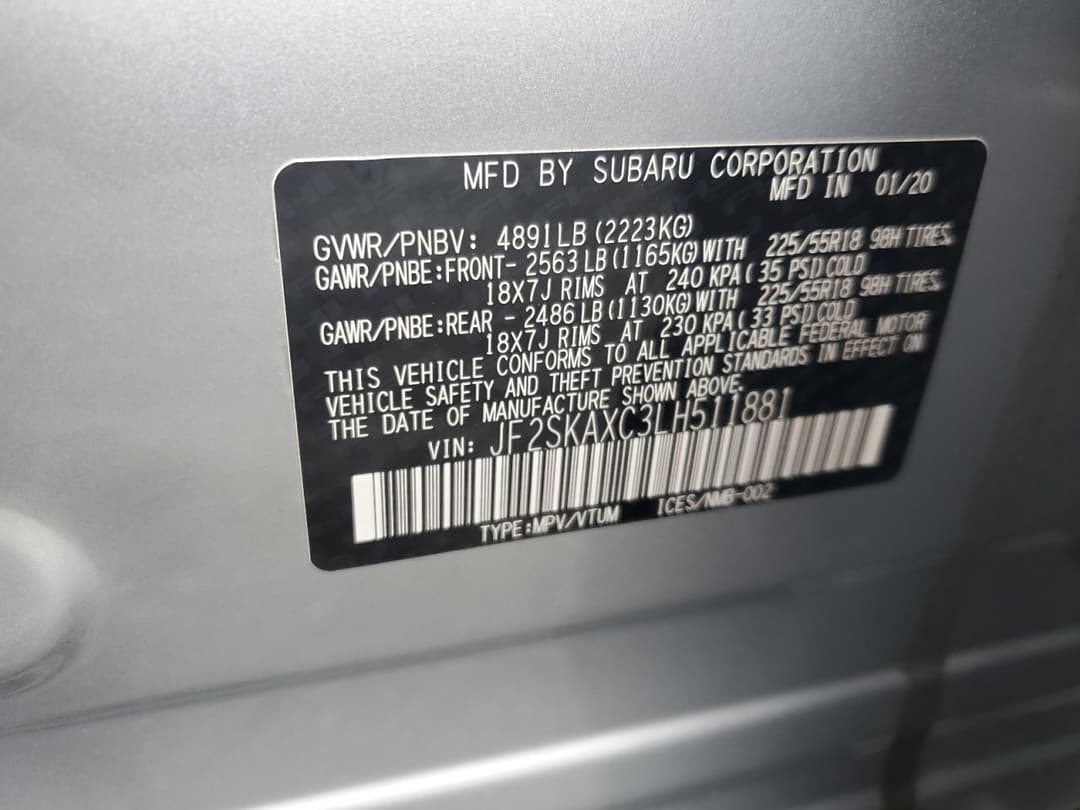 MFD BY SUBARU CORPORATION
MFD IN 01/20
GVWR/PNBV: 4891LB (2223KG)
GAWR/PNBE:FRONT- 2563 LB (1165KG) WITH 225/55R18 98H TIRES,
18X7J RIMS AT 240 KPA ( 35 PSI) COLD
GAWR/PNBE:REAR - 2486 LB (1130KG) WITH 225/55R18 98H TIRES,
18X7J RIMS AT 230 KPA ( 33 PSI) COLD
THIS VEHICLE CONFORMS TO ALL APPLICABLE FEDERAL MOTOR
VEHICLE SAFETY AND THEFT PREVENTION STANDARDS IN EFFECT ON
THE DATE OF MANUFACTURE SHOWN ABOVE.
VIN: JF2SKAXC3LH511881
TYPE:MPV/VTUM ICES/NMB-002